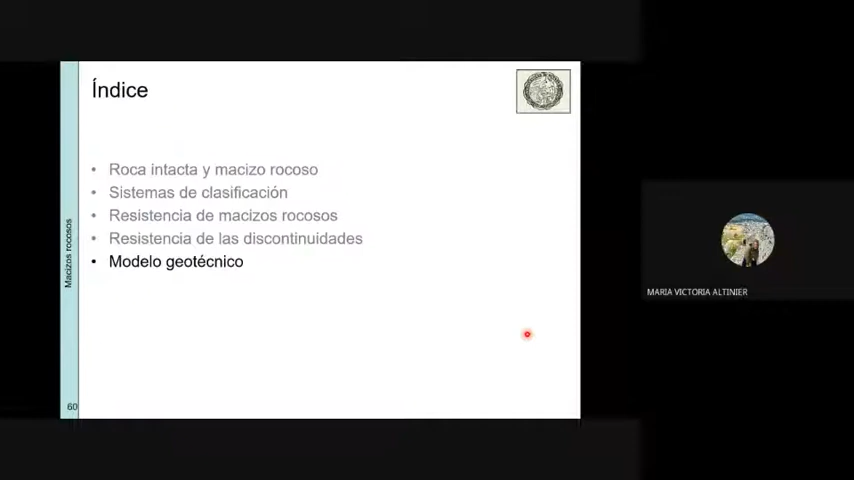 Índice
• Roca intacta y macizo rocoso
• Sistemas de clasificación
• Resistencia de macizos rocosos
• Resistencia de las discontinuidades
• Modelo geotécnico
Macizos rocosos
60
MARIA VICTORIA ALTINIER